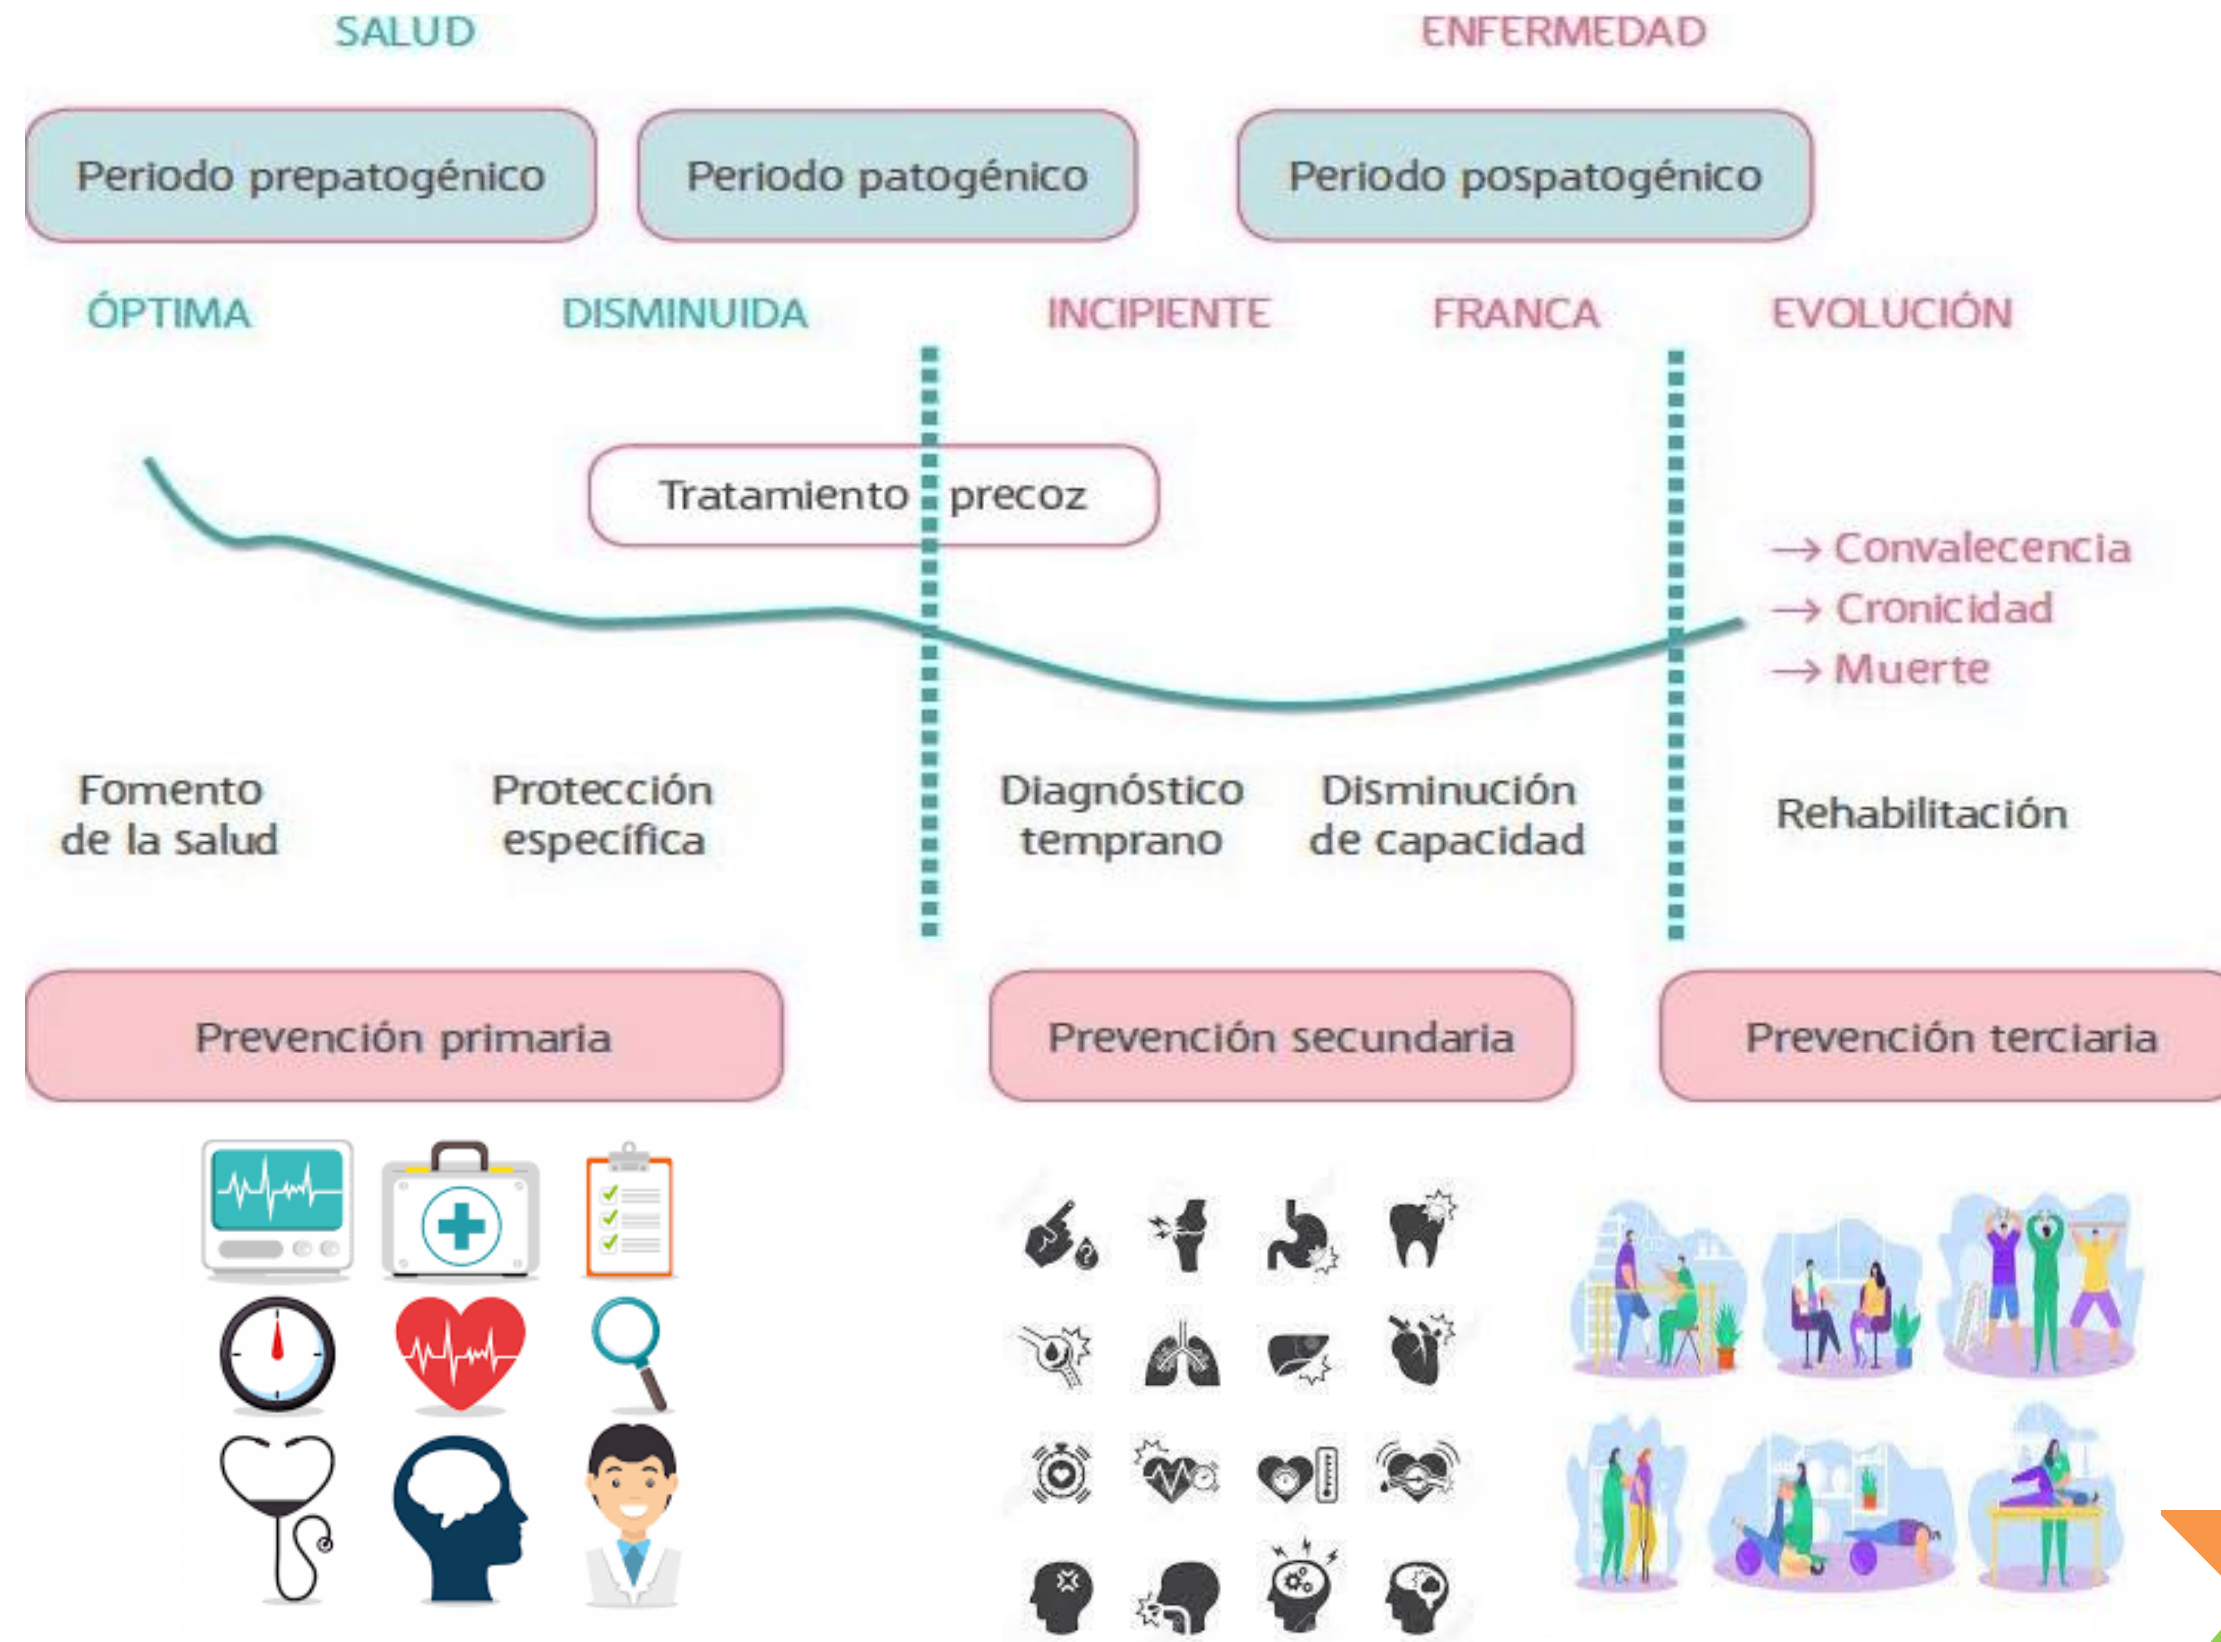 SALUD
ENFERMEDAD
Periodo prepatogénico
Periodo patogénico
Periodo pospatogénico
ÓPTIMA
DISMINUIDA
INCIPIENTE
FRANCA
EVOLUCIÓN
Tratamiento precoz
→ Convalecencia
→ Cronicidad
→ Muerte
Fomento
de la salud
Protección
específica
Diagnóstico
temprano
Disminución
de capacidad
Rehabilitación
Prevención primaria
Prevención secundaria
Prevención terciaria
?